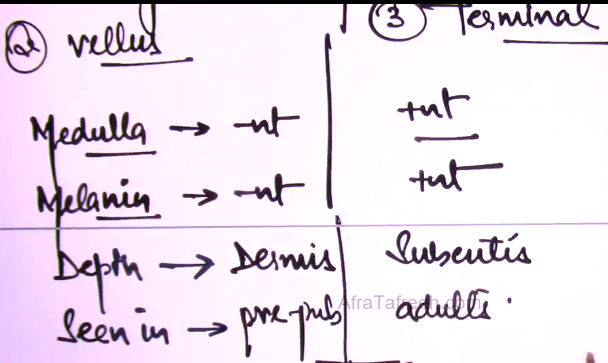 ② vellus ③ Terminal
Medulla → -nt +nt
Melanin → -nt +nt
Depth → Dermis Subcutis
Seen in → pre-pub adults.
AfraTafreeh.com